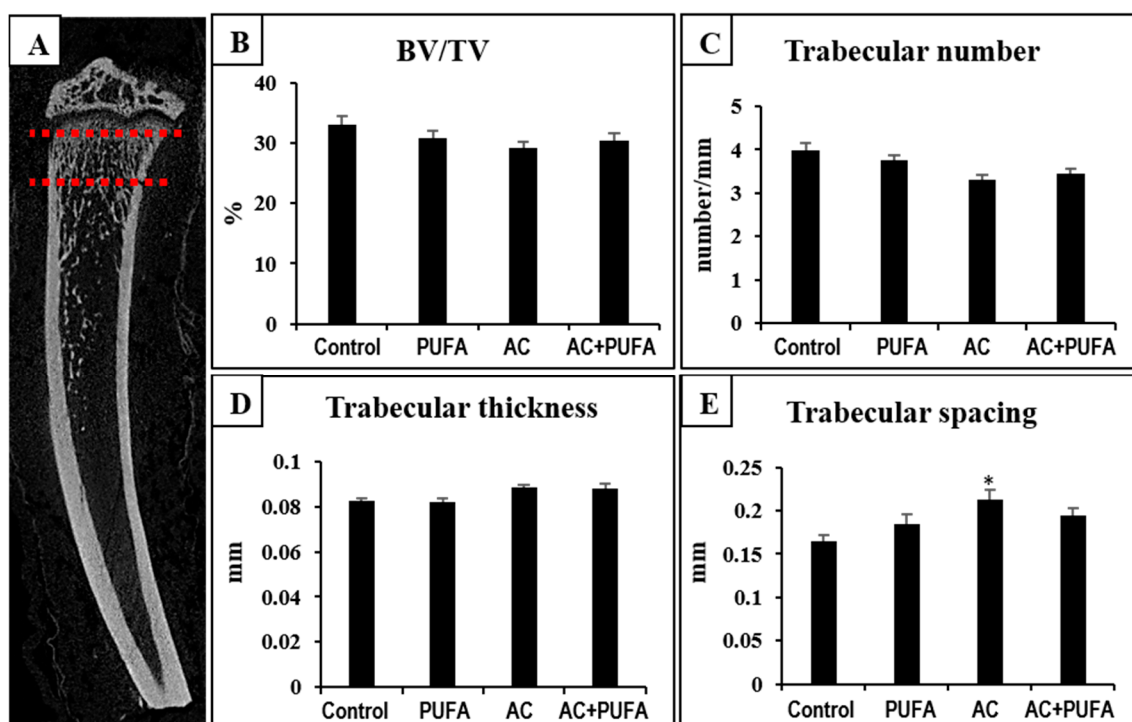 A
B
BV/TV
40
30
20
10
0
%
Control PUFA AC AC+PUFA
C
Trabecular number
5
4
3
2
1
0
number/mm
Control PUFA AC AC+PUFA
D
Trabecular thickness
0.1
0.08
0.06
0.04
0.02
0
mm
Control PUFA AC AC+PUFA
E
Trabecular spacing
0.25
0.2
0.15
0.1
0.05
0
mm
*
Control PUFA AC AC+PUFA